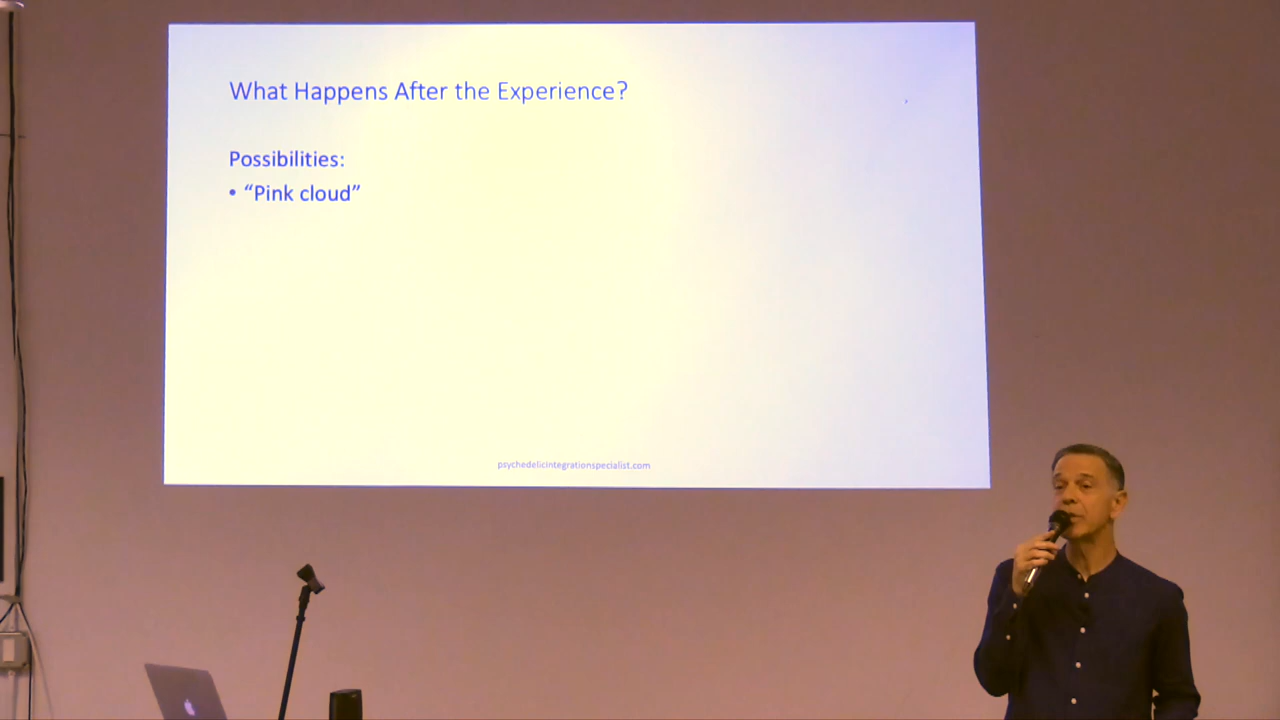 What Happens After the Experience?
Possibilities:
• “Pink cloud”
psychedelicintegrationspecialist.com